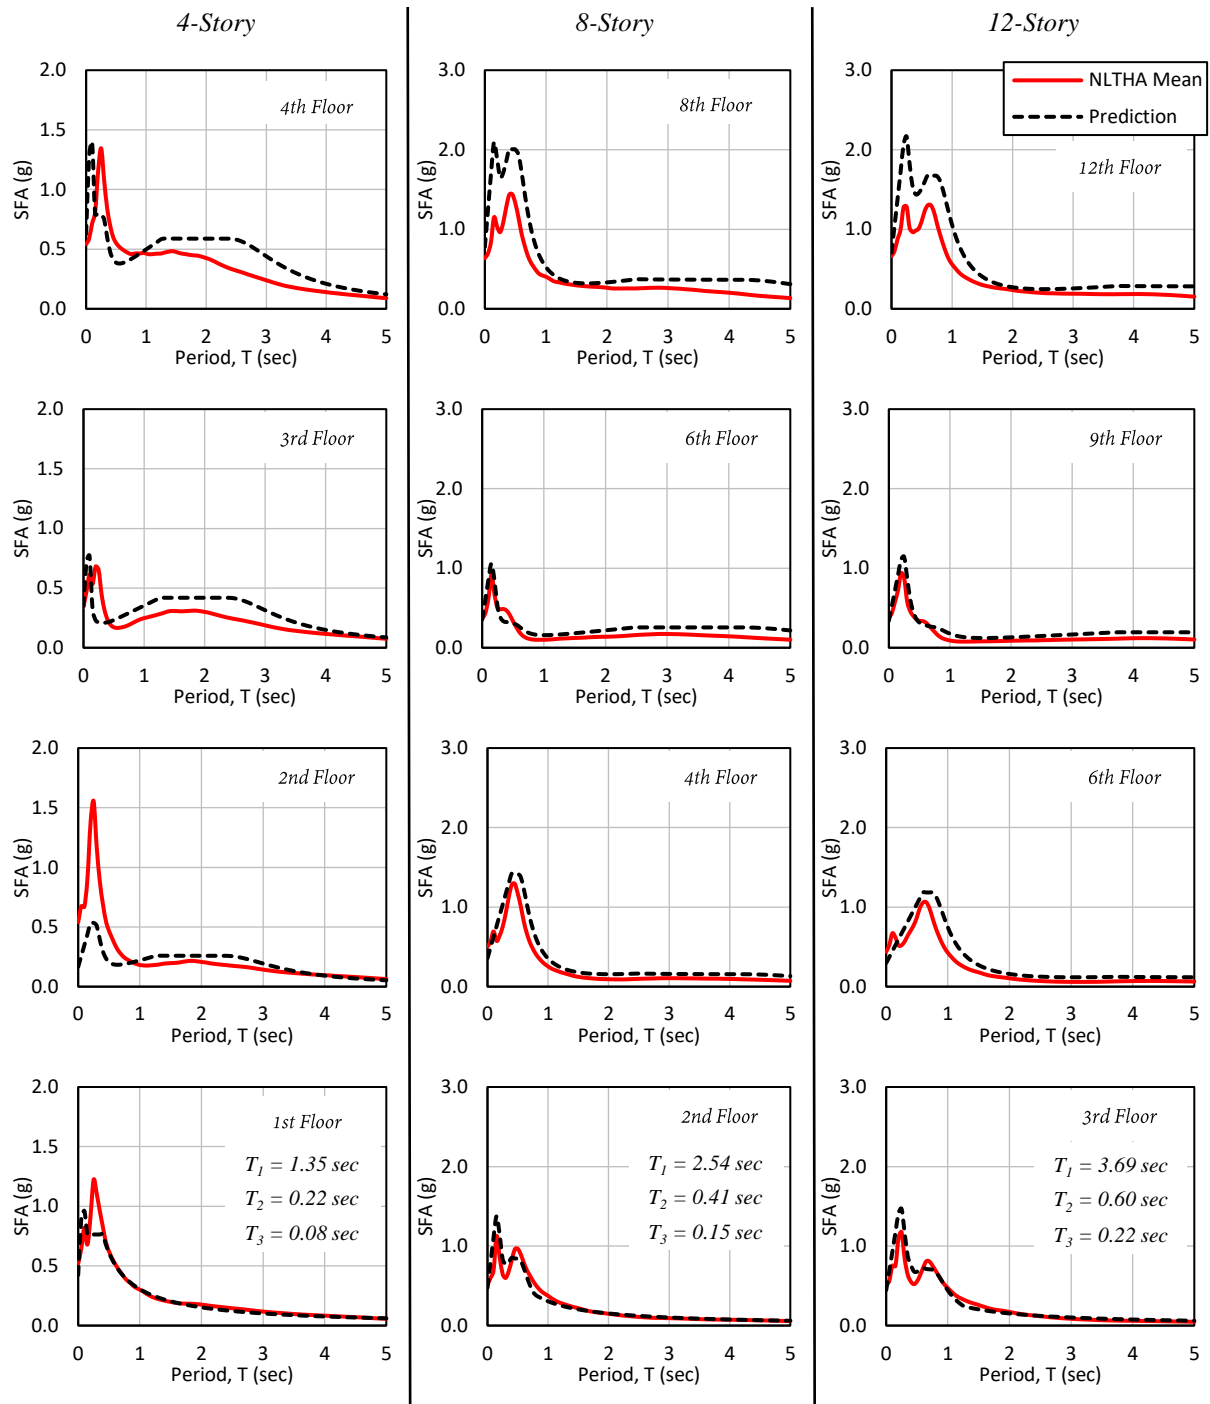 4-Story 8-Story 12-Story
NLTHA Mean
Prediction
4th Floor
SFA (g)
2.0
1.5
1.0
0.5
0.0
0 1 2 3 4 5
Period, T (sec)
8th Floor
SFA (g)
3.0
2.0
1.0
0.0
0 1 2 3 4 5
Period, T (sec)
12th Floor
SFA (g)
3.0
2.0
1.0
0.0
0 1 2 3 4 5
Period, T (sec)
3rd Floor
SFA (g)
2.0
1.5
1.0
0.5
0.0
0 1 2 3 4 5
Period, T (sec)
6th Floor
SFA (g)
3.0
2.0
1.0
0.0
0 1 2 3 4 5
Period, T (sec)
9th Floor
SFA (g)
3.0
2.0
1.0
0.0
0 1 2 3 4 5
Period, T (sec)
2nd Floor
SFA (g)
2.0
1.5
1.0
0.5
0.0
0 1 2 3 4 5
Period, T (sec)
4th Floor
SFA (g)
3.0
2.0
1.0
0.0
0 1 2 3 4 5
Period, T (sec)
6th Floor
SFA (g)
3.0
2.0
1.0
0.0
0 1 2 3 4 5
Period, T (sec)
1st Floor
T1 = 1.35 sec
T2 = 0.22 sec
T3 = 0.08 sec
SFA (g)
2.0
1.5
1.0
0.5
0.0
0 1 2 3 4 5
Period, T (sec)
2nd Floor
T1 = 2.54 sec
T2 = 0.41 sec
T3 = 0.15 sec
SFA (g)
3.0
2.0
1.0
0.0
0 1 2 3 4 5
Period, T (sec)
3rd Floor
T1 = 3.69 sec
T2 = 0.60 sec
T3 = 0.22 sec
SFA (g)
3.0
2.0
1.0
0.0
0 1 2 3 4 5
Period, T (sec)